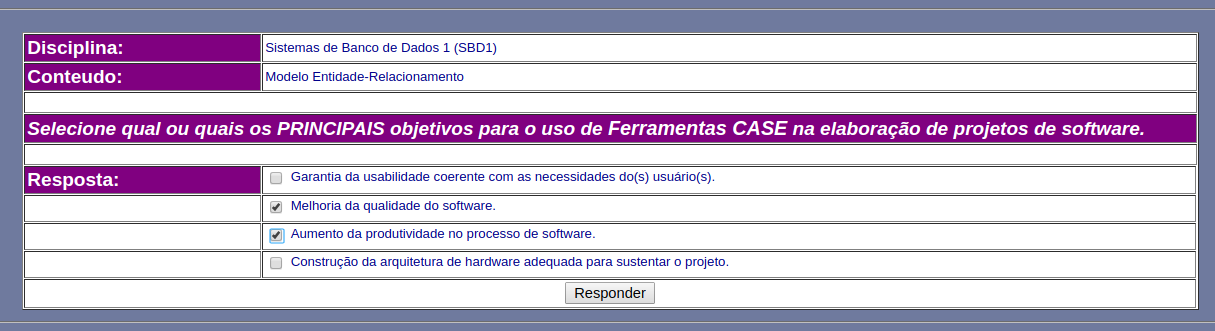 Disciplina: Sistemas de Banco de Dados 1 (SBD1)
Conteudo: Modelo Entidade-Relacionamento
Selecione qual ou quais os PRINCIPAIS objetivos para o uso de Ferramentas CASE na elaboração de projetos de software.
Resposta: Garantia da usabilidade coerente com as necessidades do(s) usuário(s).
Melhoria da qualidade do software.
Aumento da produtividade no processo de software.
Construção da arquitetura de hardware adequada para sustentar o projeto.
Responder